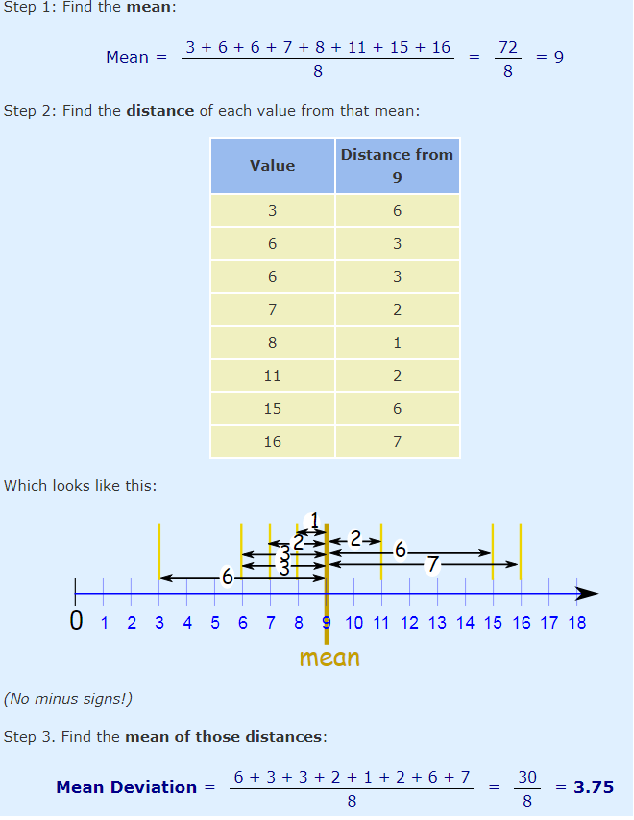 Step 1: Find the mean:
Mean = 3 + 6 + 6 + 7 + 8 + 11 + 15 + 16 / 8 = 72 / 8 = 9
Step 2: Find the distance of each value from that mean:
Value Distance from 9
3 6
6 3
6 3
7 2
8 1
11 2
15 6
16 7
Which looks like this:
1
2 2
3 6
3 7
6
0 1 2 3 4 5 6 7 8 9 10 11 12 13 14 15 16 17 18
mean
(No minus signs!)
Step 3. Find the mean of those distances:
Mean Deviation = 6 + 3 + 3 + 2 + 1 + 2 + 6 + 7 / 8 = 30 / 8 = 3.75